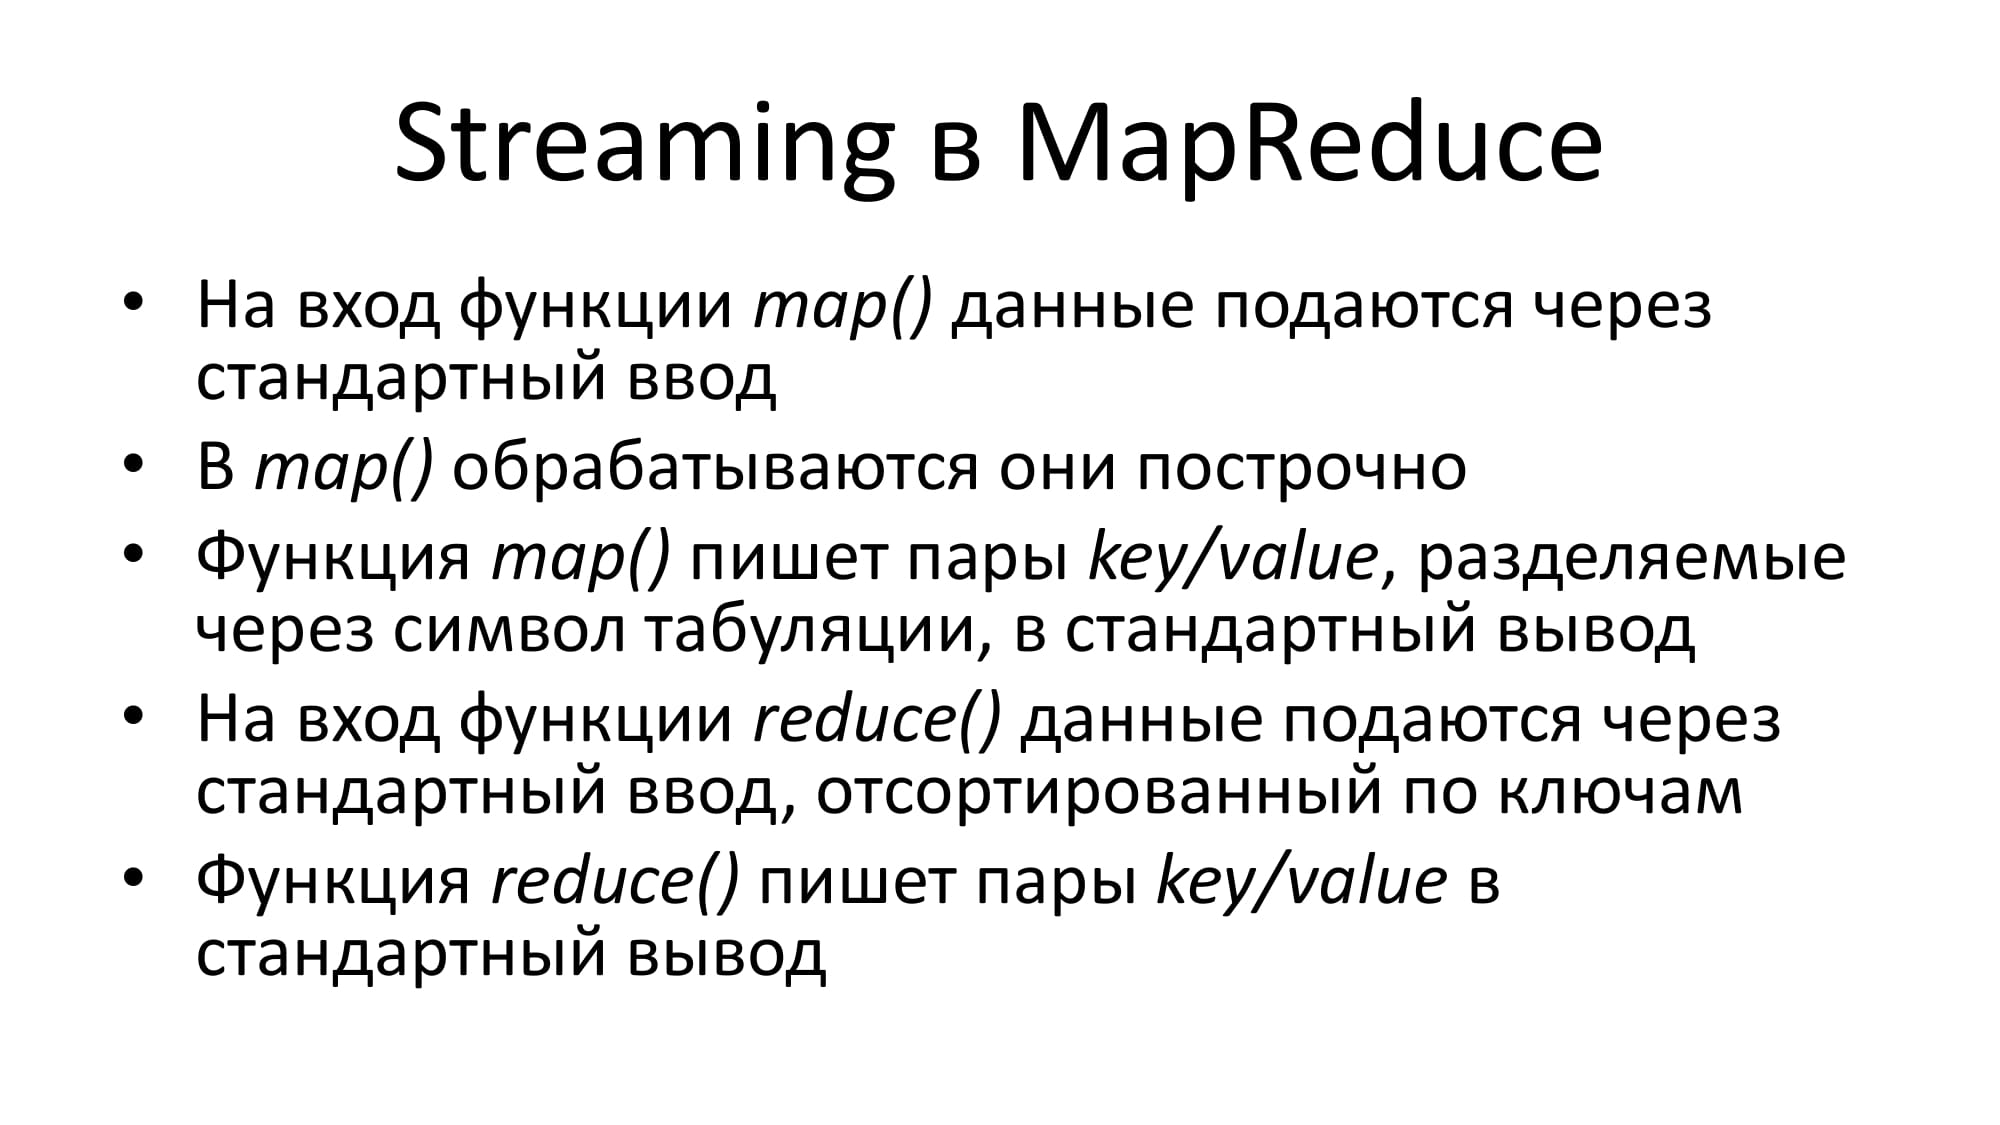 Streaming в MapReduce
• На вход функции map() данные подаются через
стандартный ввод
• В map() обрабатываются они построчно
• Функция map() пишет пары key/value, разделяемые
через символ табуляции, в стандартный вывод
• На вход функции reduce() данные подаются через
стандартный ввод, отсортированный по ключам
• Функция reduce() пишет пары key/value в
стандартный вывод